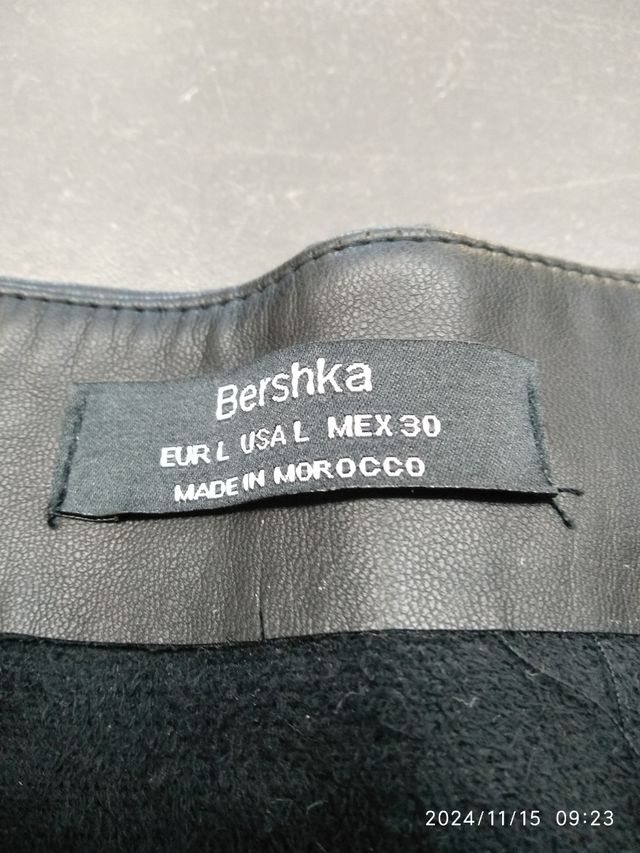 Bershka
EUR L USA L MEX 30
MADE IN MOROCCO
2024/11/15 09:23